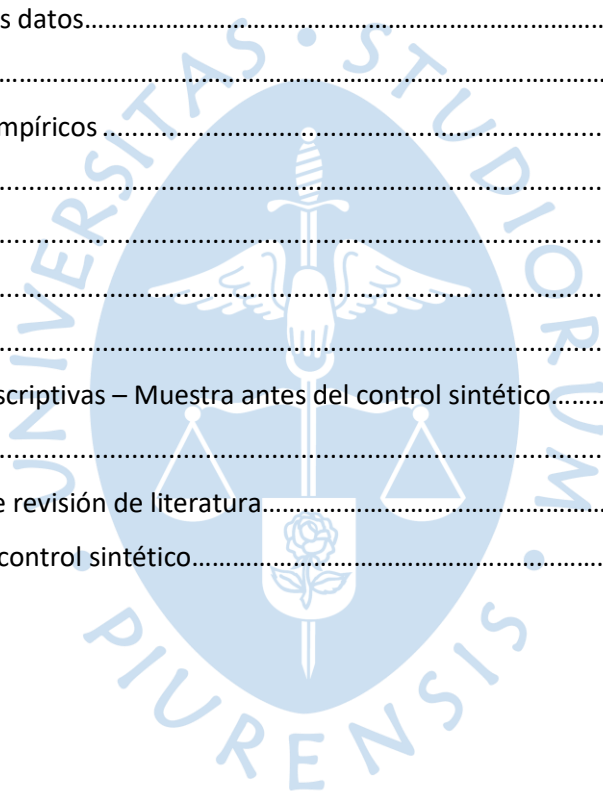 s datos.......................................................................................................
.................................................................................................................
mpíricos ...................................................................................................
.................................................................................................................
.................................................................................................................
.................................................................................................................
.................................................................................................................
scriptivas – Muestra antes del control sintético.........
.................................................................................................................
e revisión de literatura...................................................................
control sintético...............................................................................
UNIVERSITAS • STUDIORUM • PIURENSIS •